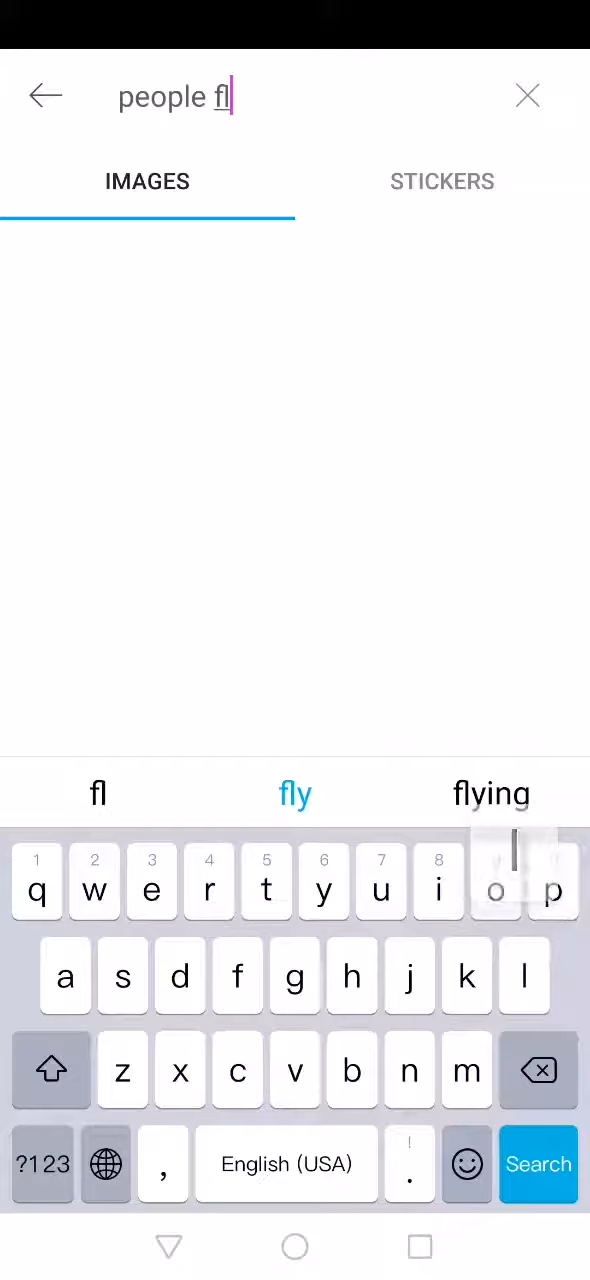 people fl
IMAGES STICKERS
fl fly flying
1 2 3 4 5 6 7 8
q w e r t y u i o p
l
a s d f g h j k l
z x c v b n m
!
?123 , English (USA) . Search